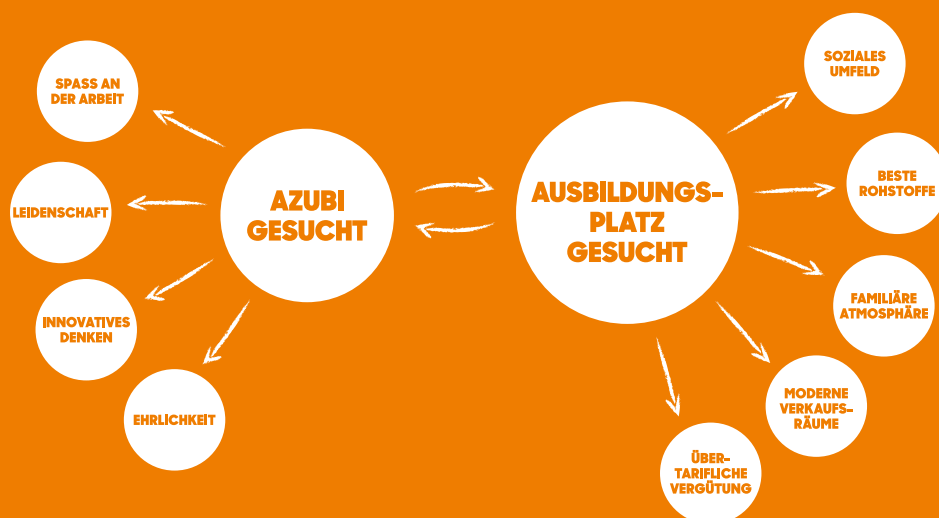 SPASS AN
DER ARBEIT
LEIDENSCHAFT
INNOVATIVES
DENKEN
EHRLICHKEIT
AZUBI
GESUCHT
AUSBILDUNGS-
PLATZ
GESUCHT
SOZIALES
UMFELD
BESTE
ROHSTOFFE
FAMILIÄRE
ATMOSPHÄRE
MODERNE
VERKAUFS-
RÄUME
ÜBER-
TARIFLICHE
VERGÜTUNG